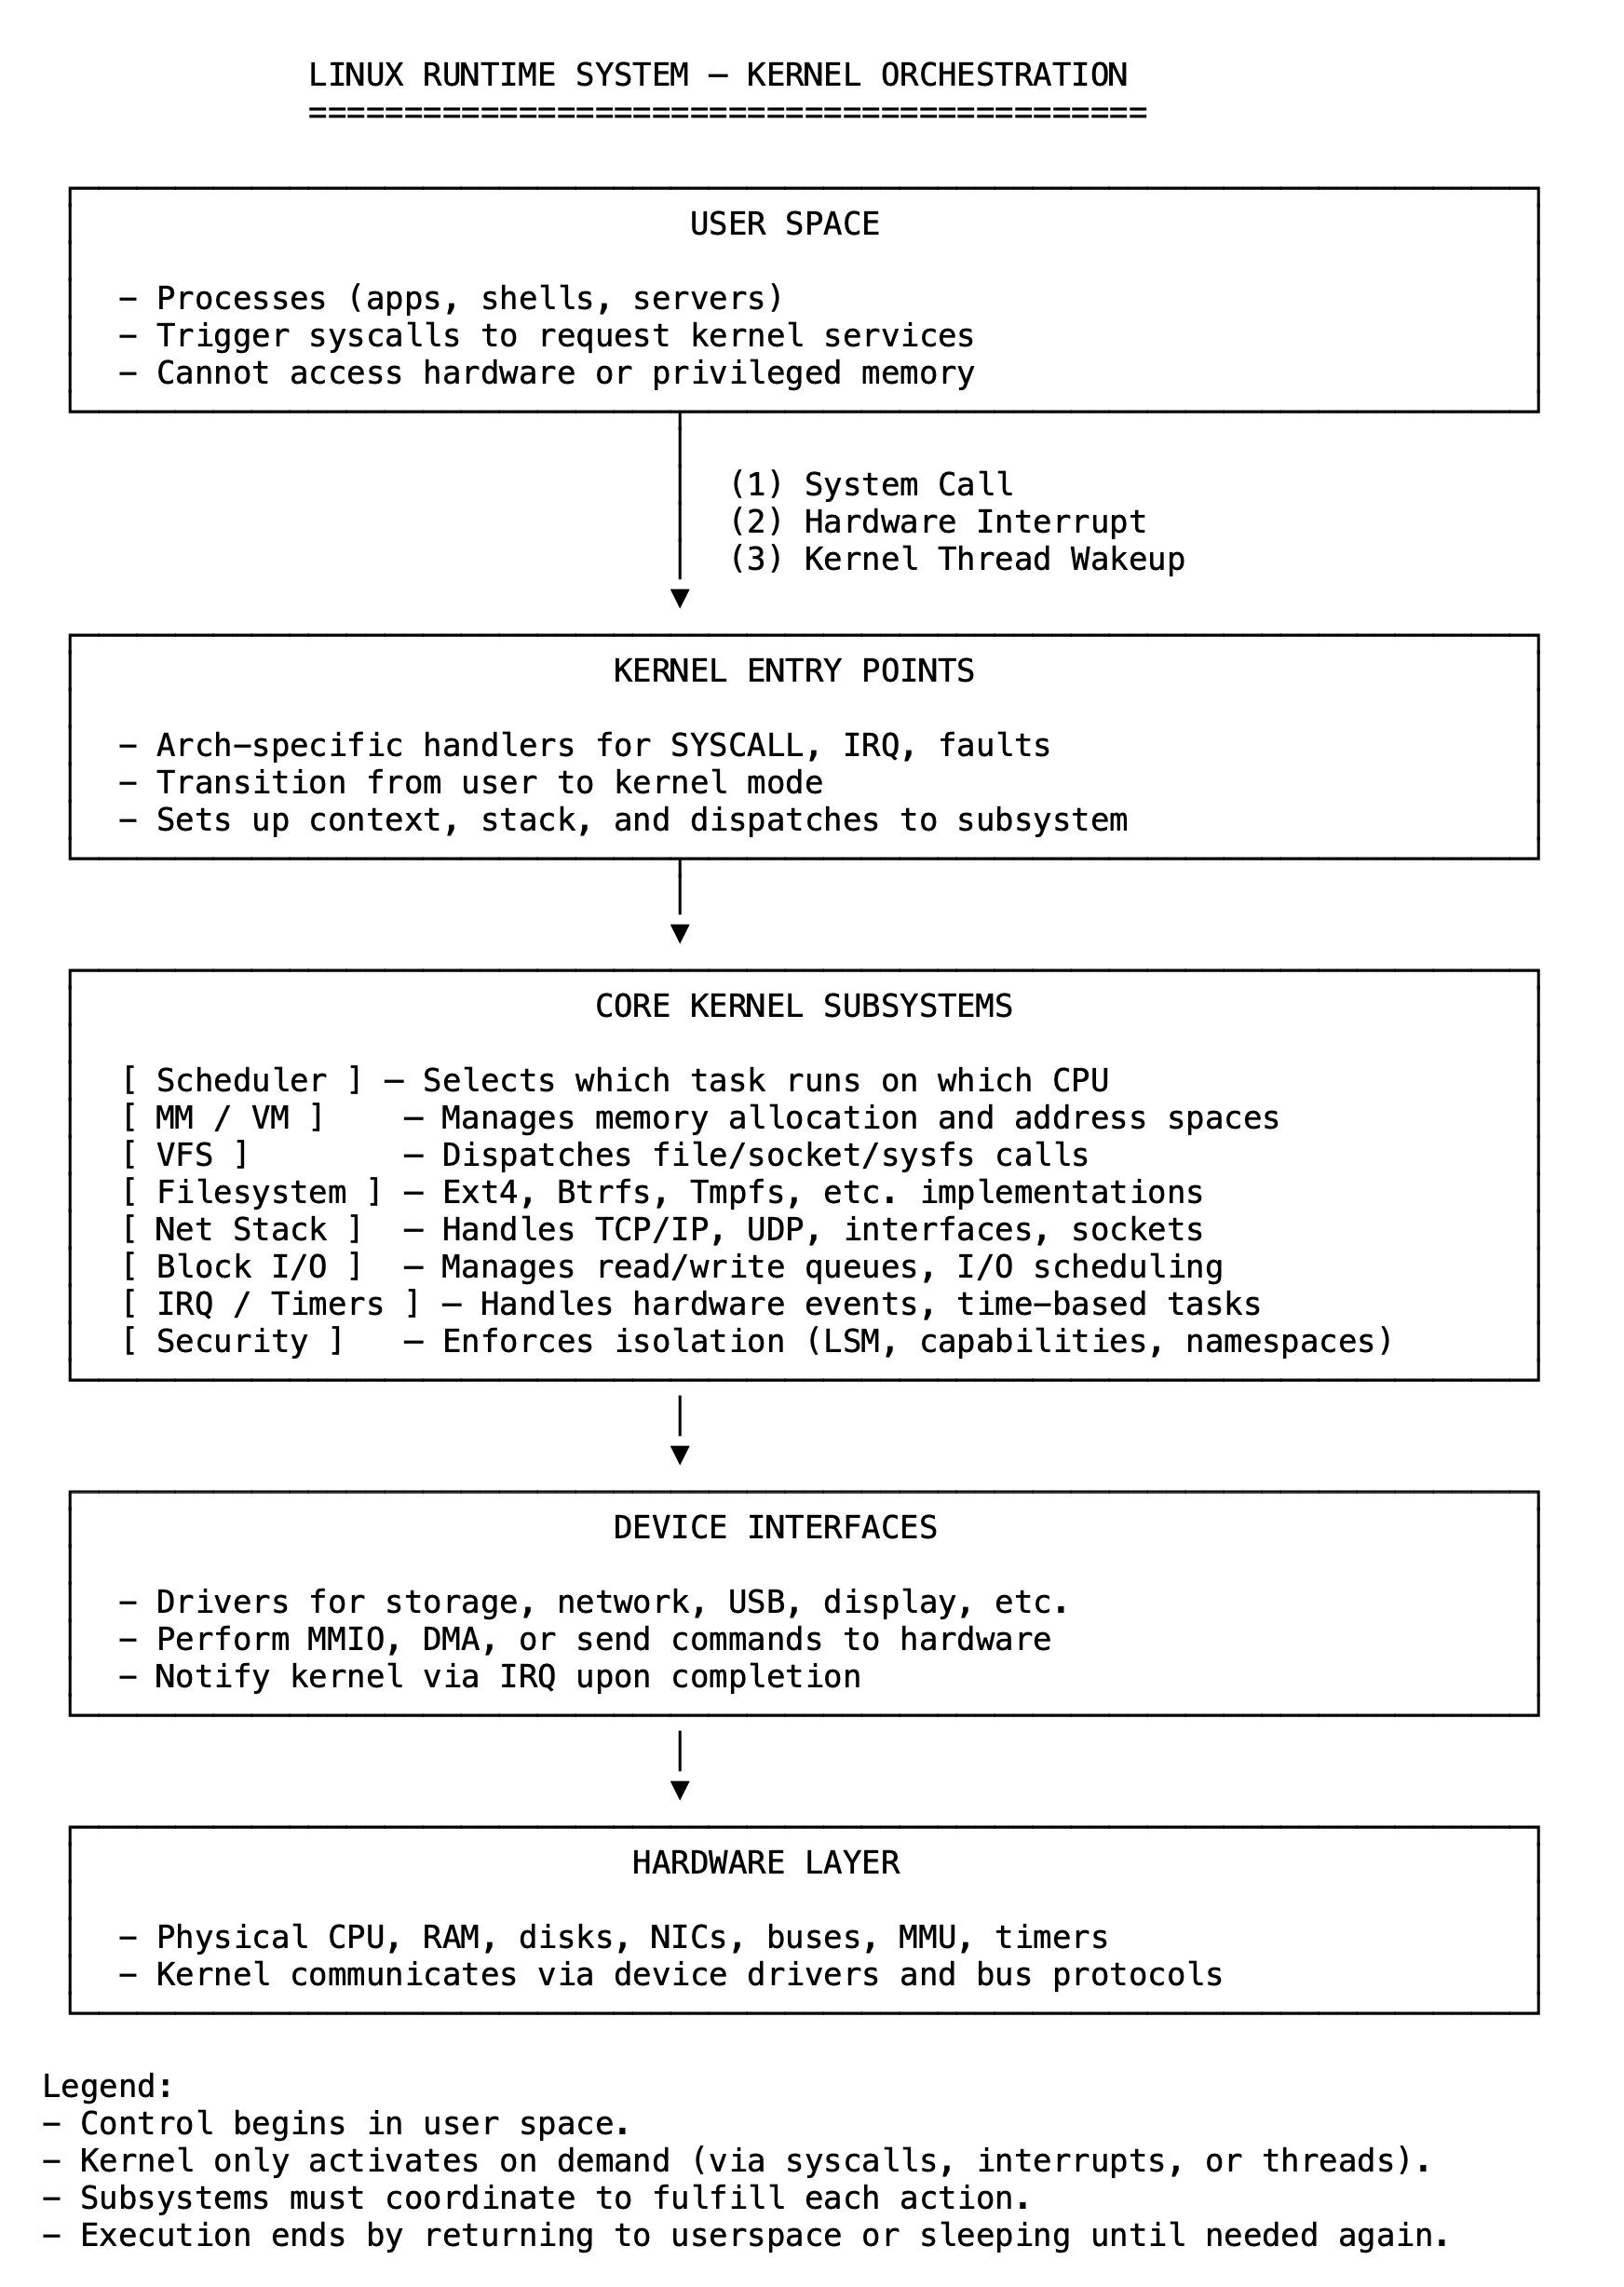 LINUX RUNTIME SYSTEM — KERNEL ORCHESTRATION
============================================
USER SPACE
- Processes (apps, shells, servers)
- Trigger syscalls to request kernel services
- Cannot access hardware or privileged memory
(1) System Call
(2) Hardware Interrupt
(3) Kernel Thread Wakeup
KERNEL ENTRY POINTS
- Arch-specific handlers for SYSCALL, IRQ, faults
- Transition from user to kernel mode
- Sets up context, stack, and dispatches to subsystem
CORE KERNEL SUBSYSTEMS
[ Scheduler ] — Selects which task runs on which CPU
[ MM / VM ] — Manages memory allocation and address spaces
[ VFS ] — Dispatches file/socket/sysfs calls
[ Filesystem ] — Ext4, Btrfs, Tmpfs, etc. implementations
[ Net Stack ] — Handles TCP/IP, UDP, interfaces, sockets
[ Block I/O ] — Manages read/write queues, I/O scheduling
[ IRQ / Timers ] — Handles hardware events, time-based tasks
[ Security ] — Enforces isolation (LSM, capabilities, namespaces)
DEVICE INTERFACES
- Drivers for storage, network, USB, display, etc.
- Perform MMIO, DMA, or send commands to hardware
- Notify kernel via IRQ upon completion
HARDWARE LAYER
- Physical CPU, RAM, disks, NICs, buses, MMU, timers
- Kernel communicates via device drivers and bus protocols
Legend:
- Control begins in user space.
- Kernel only activates on demand (via syscalls, interrupts, or threads).
- Subsystems must coordinate to fulfill each action.
- Execution ends by returning to userspace or sleeping until needed again.